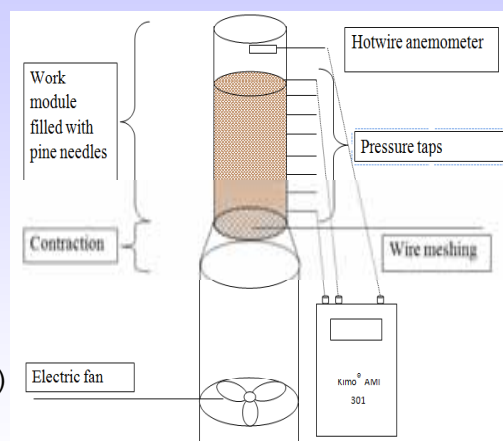 Hotwire anemometer
Work
module
filled with
pine needles
Pressure taps
Contraction
Wire meshing
)
Electric fan
Kimo® AMI
301